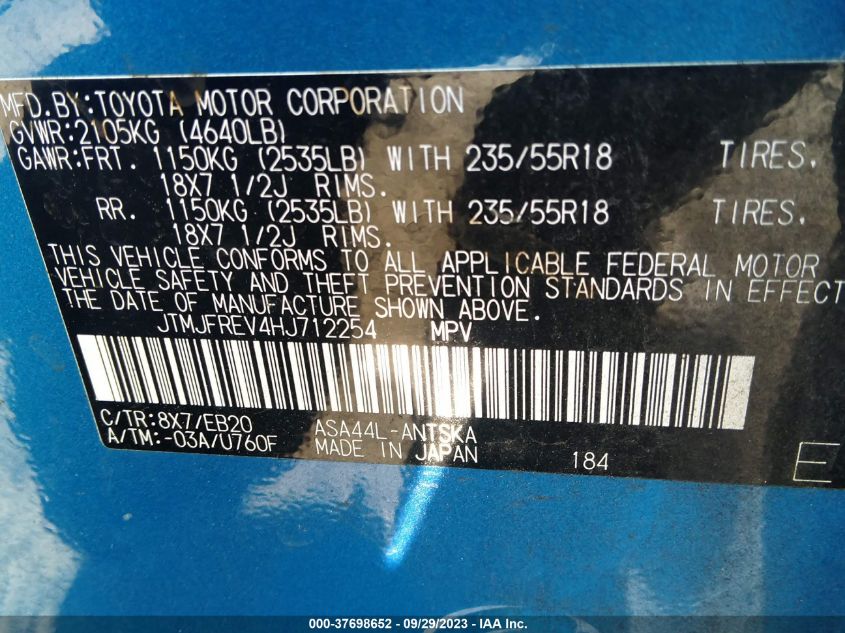 MFD.BY:TOYOTA MOTOR CORPORATION
GVWR:2105KG (4640LB)
GAWR:FRT. 1150KG (2535LB) WITH 235/55R18 TIRES.
18X7 1/2J RIMS.
RR. 1150KG (2535LB) WITH 235/55R18 TIRES.
18X7 1/2J RIMS.
THIS VEHICLE CONFORMS TO ALL APPLICABLE FEDERAL MOTOR
VEHICLE SAFETY AND THEFT PREVENTION STANDARDS IN EFFECT
THE DATE OF MANUFACTURE SHOWN ABOVE.
JTMJFREV4HJ712254 MPV
C/TR:8X7/EB20 ASA44L-ANTSKA
A/TM:-03A/U760F MADE IN JAPAN 184 E
000-37698652 - 09/29/2023 - IAA Inc.